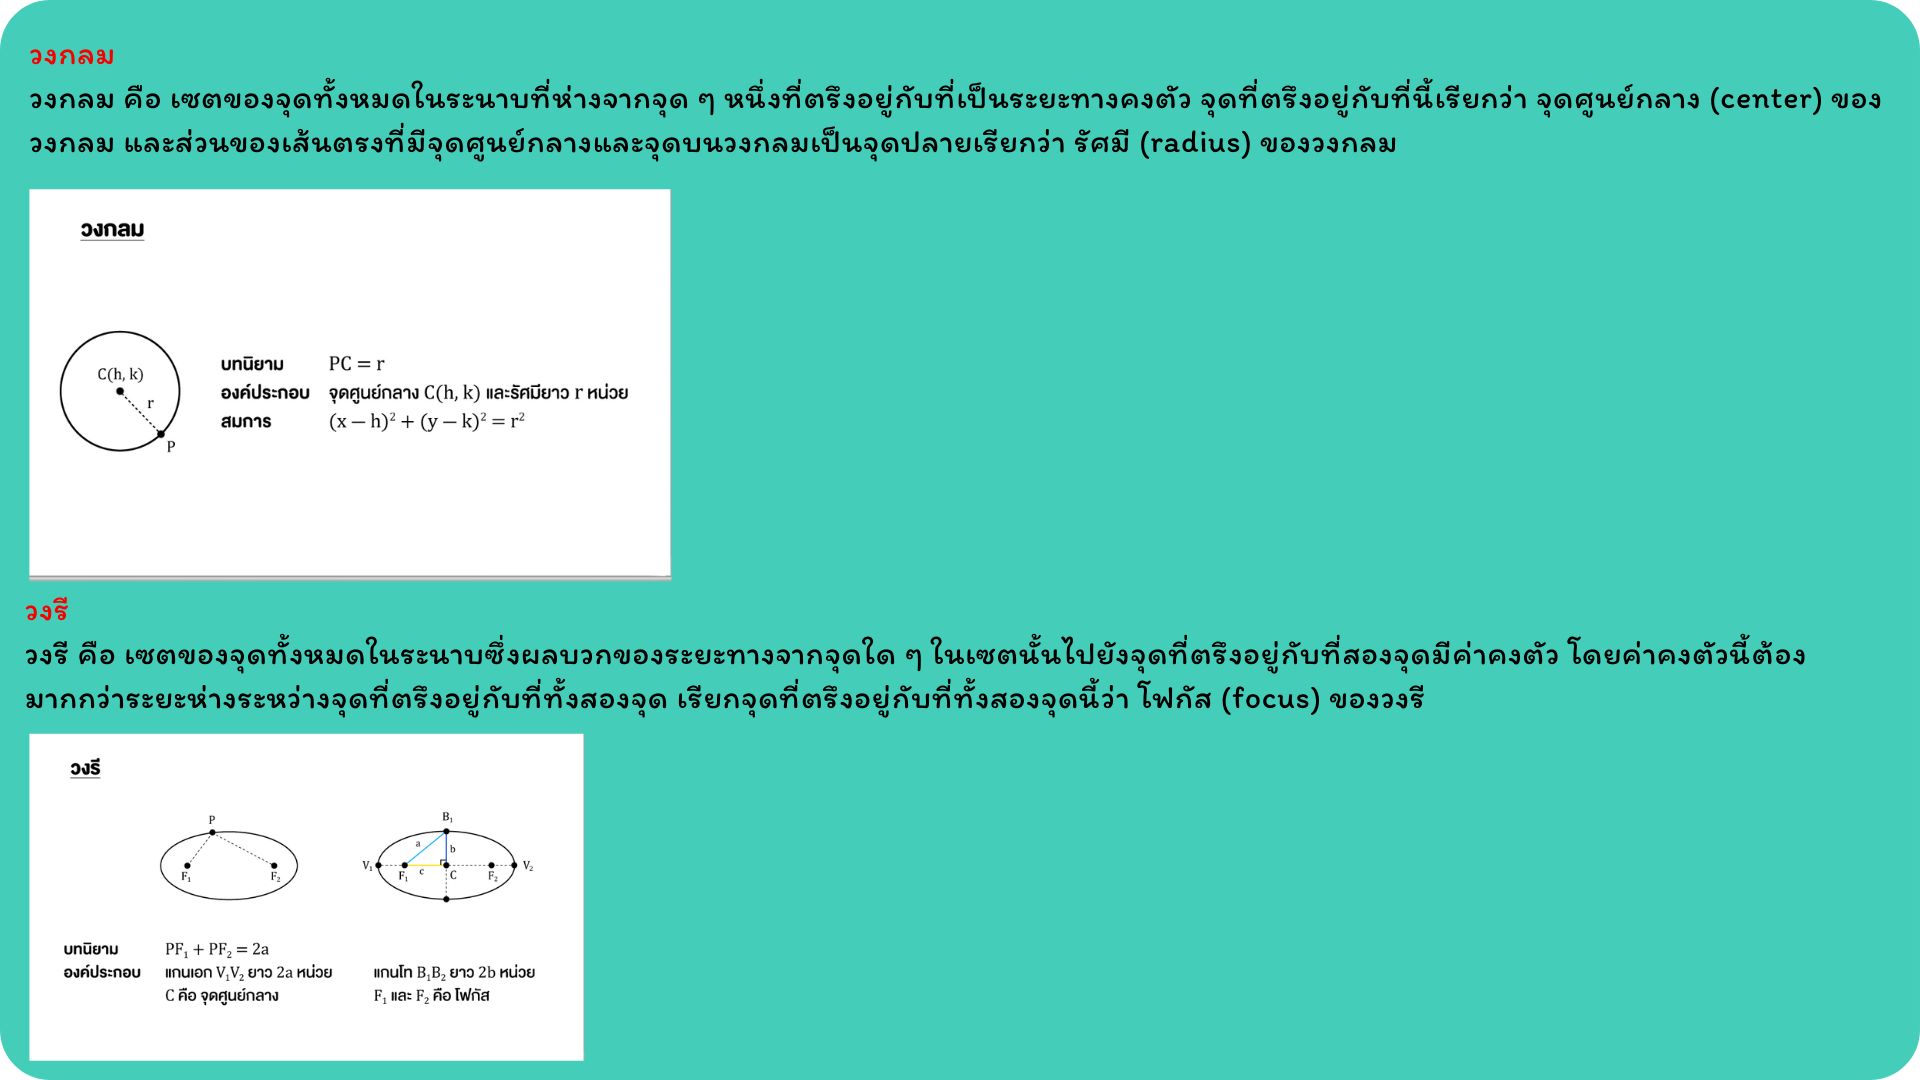 วงกลม
วงกลม คือ เซตของจุดทั้งหมดในระนาบที่ห่างจากจุด ๆ หนึ่งที่ตรึงอยู่กับที่เป็นระยะทางคงตัว จุดที่ตรึงอยู่กับที่นี้เรียกว่า จุดศูนย์กลาง (center) ของ
วงกลม และส่วนของเส้นตรงที่มีจุดศูนย์กลางและจุดบนวงกลมเป็นจุดปลายเรียกว่า รัศมี (radius) ของวงกลม
วงกลม
C(h, k)
r
P
บทนิยาม PC = r
องค์ประกอบ จุดศูนย์กลาง C(h, k) และรัศมียาว r หน่วย
สมการ (x – h)² + (y – k)² = r²
วงรี
วงรี คือ เซตของจุดทั้งหมดในระนาบซึ่งผลบวกของระยะทางจากจุดใด ๆ ในเซตนั้นไปยังจุดที่ตรึงอยู่กับที่สองจุดมีค่าคงตัว โดยค่าคงตัวนี้ต้อง
มากกว่าระยะห่างระหว่างจุดที่ตรึงอยู่กับที่ทั้งสองจุด เรียกจุดที่ตรึงอยู่กับที่ทั้งสองจุดนี้ว่า โฟกัส (focus) ของวงรี
วงรี
P
F₁ F₂
B₁
a b
V₁ V₂
F₁ c C F₂
บทนิยาม PF₁ + PF₂ = 2a
องค์ประกอบ แกนเอก V₁V₂ ยาว 2a หน่วย แกนโท B₁B₂ ยาว 2b หน่วย
C คือ จุดศูนย์กลาง F₁ และ F₂ คือ โฟกัส